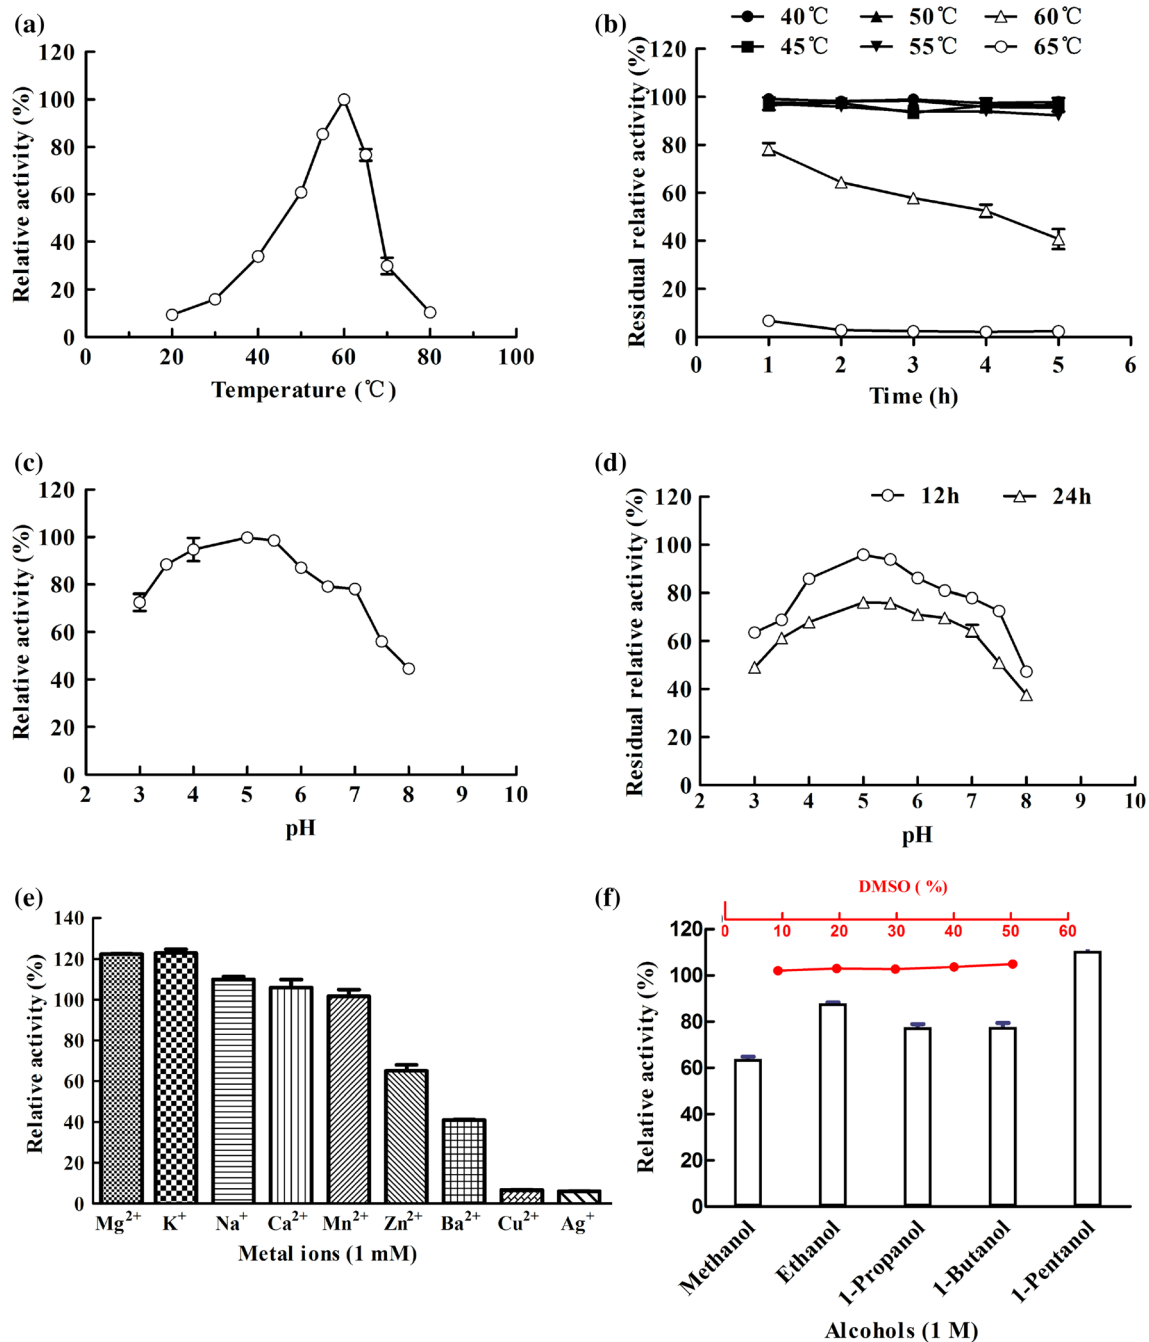 (a)
120
100
80
60
40
20
0
Relative activity (%)
0 20 40 60 80 100
Temperature (℃)
(b)
40℃ 50℃ 60℃
45℃ 55℃ 65℃
120
100
80
60
40
20
0
Residual relative activity (%)
0 1 2 3 4 5 6
Time (h)
(c)
120
100
80
60
40
20
0
Relative activity (%)
2 3 4 5 6 7 8 9 10
pH
(d)
12h 24h
120
100
80
60
40
20
0
Residual relative activity (%)
2 3 4 5 6 7 8 9 10
pH
(e)
140
120
100
80
60
40
20
0
Relative activity (%)
Mg²⁺ K⁺ Na⁺ Ca²⁺ Mn²⁺ Zn²⁺ Ba²⁺ Cu²⁺ Ag⁺
Metal ions (1 mM)
(f)
DMSO ( %)
0 10 20 30 40 50 60
120
100
80
60
40
20
0
Relative activity (%)
Methanol Ethanol 1-Propanol 1-Butanol 1-Pentanol
Alcohols (1 M)